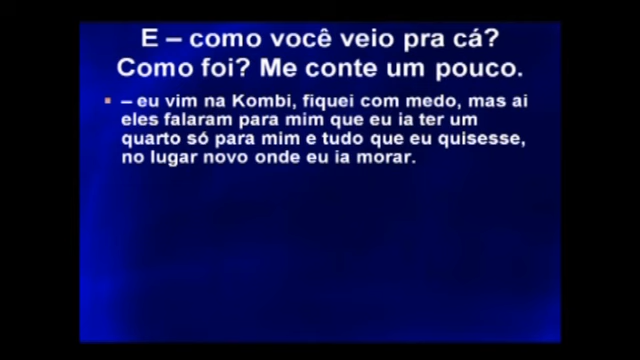 E – como você veio pra cá?
Como foi? Me conte um pouco.
– eu vim na Kombi, fiquei com medo, mas ai
eles falaram para mim que eu ia ter um
quarto só para mim e tudo que eu quisesse,
no lugar novo onde eu ia morar.